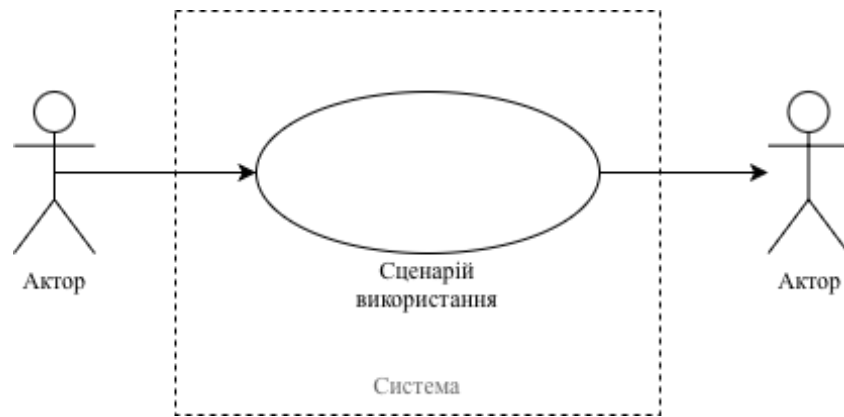 Актор
Сценарій
використання
Актор
Система